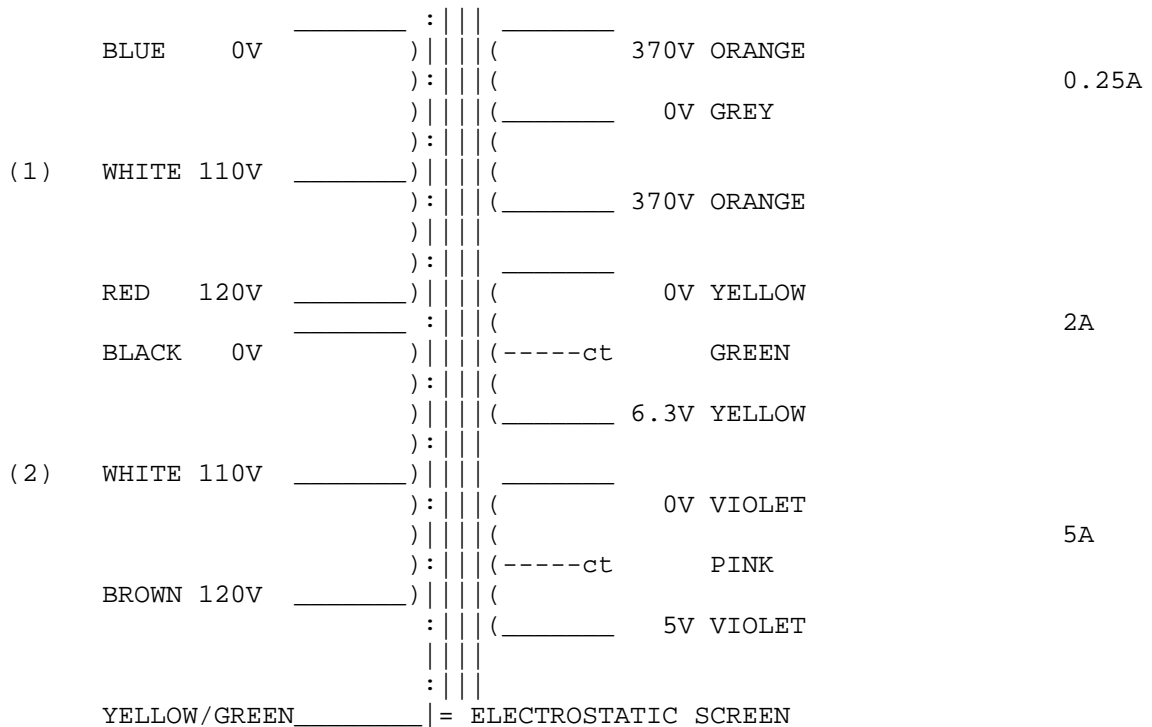 BLUE 0V 370V ORANGE
0.25A
0V GREY
(1) WHITE 110V
370V ORANGE
RED 120V 0V YELLOW
2A
BLACK 0V -----ct GREEN
6.3V YELLOW
(2) WHITE 110V
0V VIOLET
5A
-----ct PINK
BROWN 120V
5V VIOLET
YELLOW/GREEN = ELECTROSTATIC SCREEN